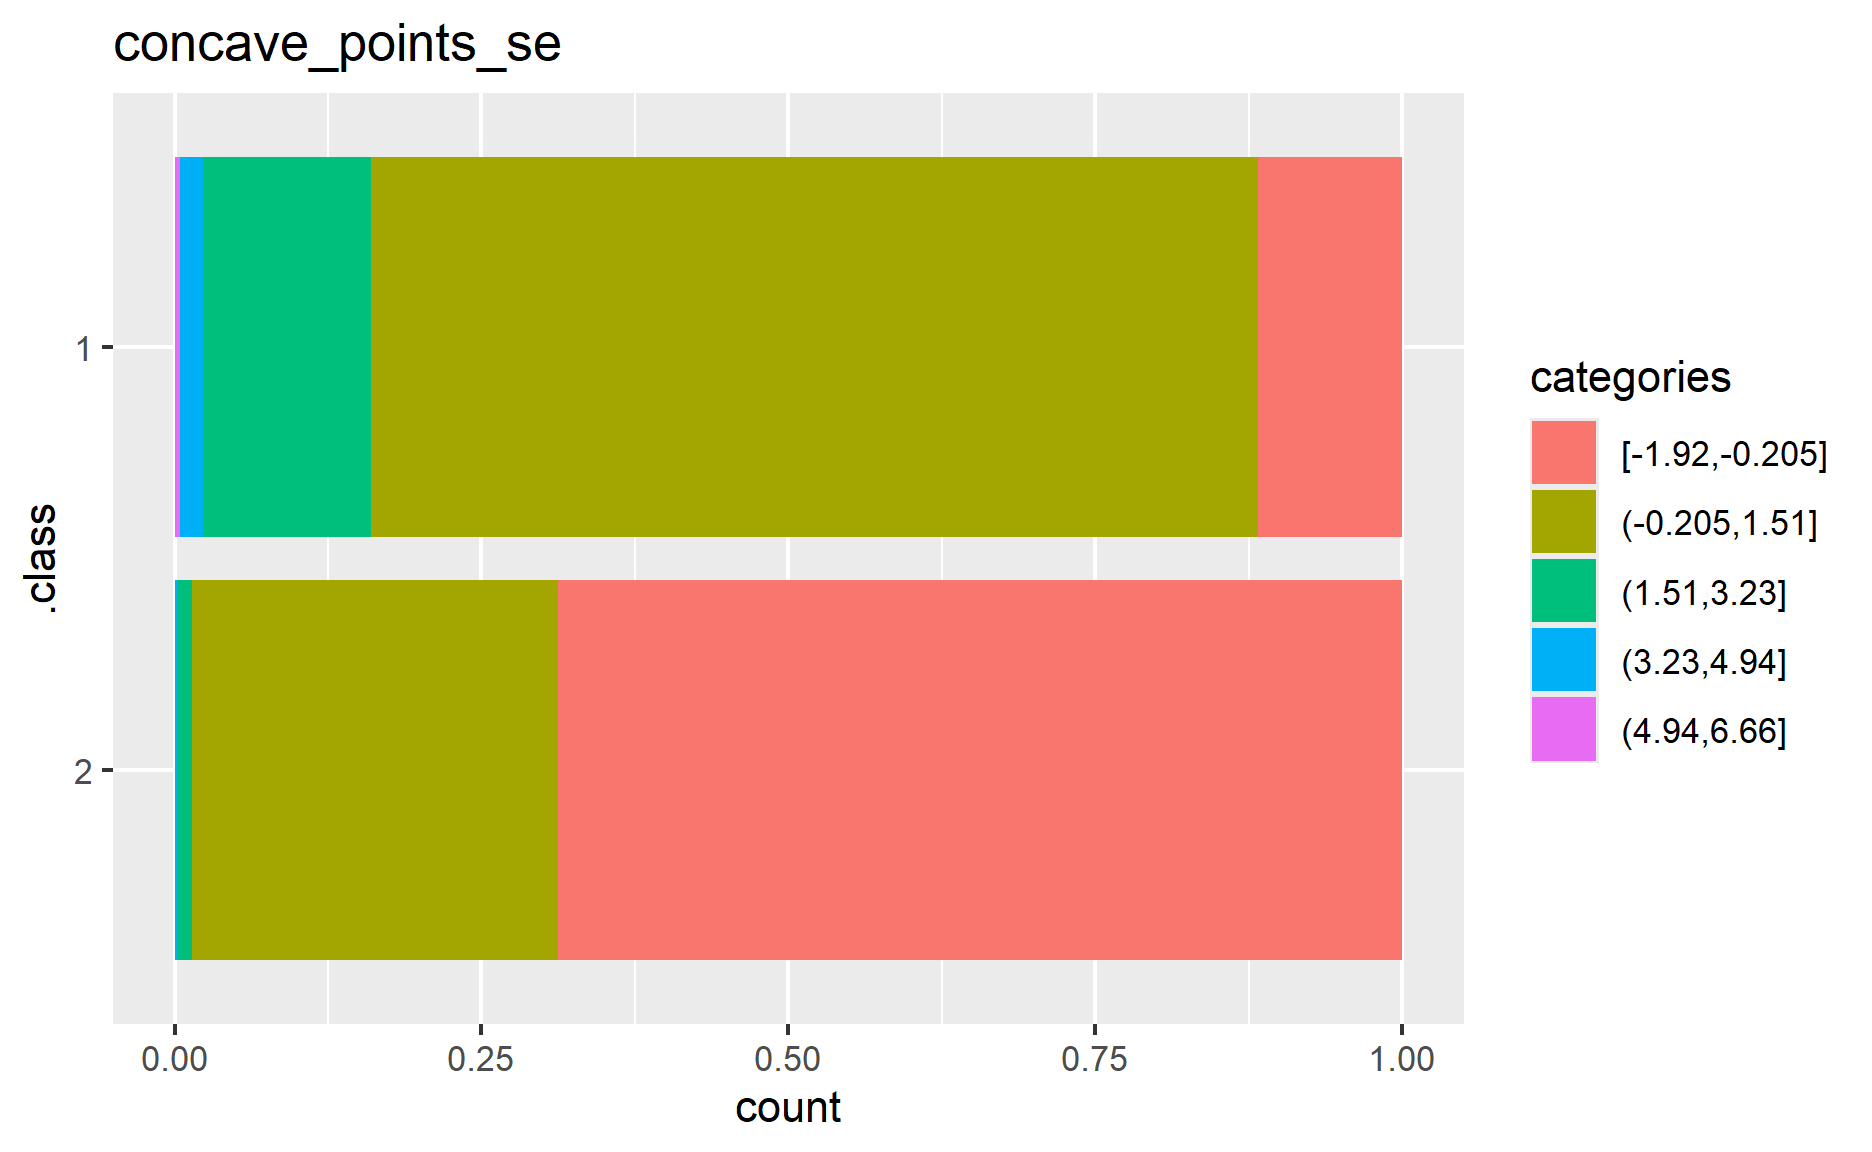 concave_points_se
.class
1
2
0.00 0.25 0.50 0.75 1.00
count
categories
[-1.92,-0.205]
(-0.205,1.51]
(1.51,3.23]
(3.23,4.94]
(4.94,6.66]